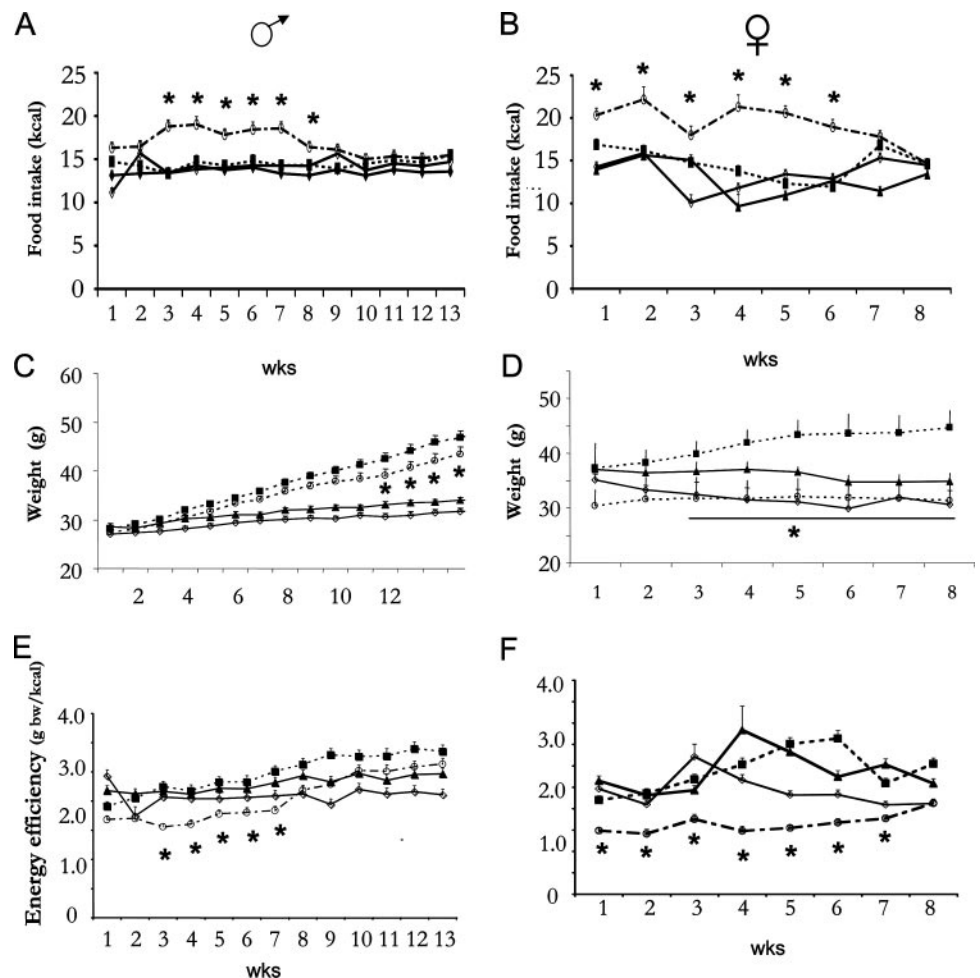 A ♂
B ♀
Food intake (kcal)
25
20
15
10
5
0
* * * * * *
1 2 3 4 5 6 7 8 9 10 11 12 13
wks
Food intake (kcal)
25
20
15
10
5
0
* * * * * *
1 2 3 4 5 6 7 8
wks
C
Weight (g)
60
50
40
30
20
* * * *
2 4 6 8 10 12
D
Weight (g)
50
40
30
20
*
1 2 3 4 5 6 7 8
E
Energy efficiency (g bw/kcal)
4.0
3.0
2.0
1.0
0
* * * * *
1 2 3 4 5 6 7 8 9 10 11 12 13
wks
F
4.0
3.0
2.0
1.0
0
* * * * * * *
1 2 3 4 5 6 7 8
wks